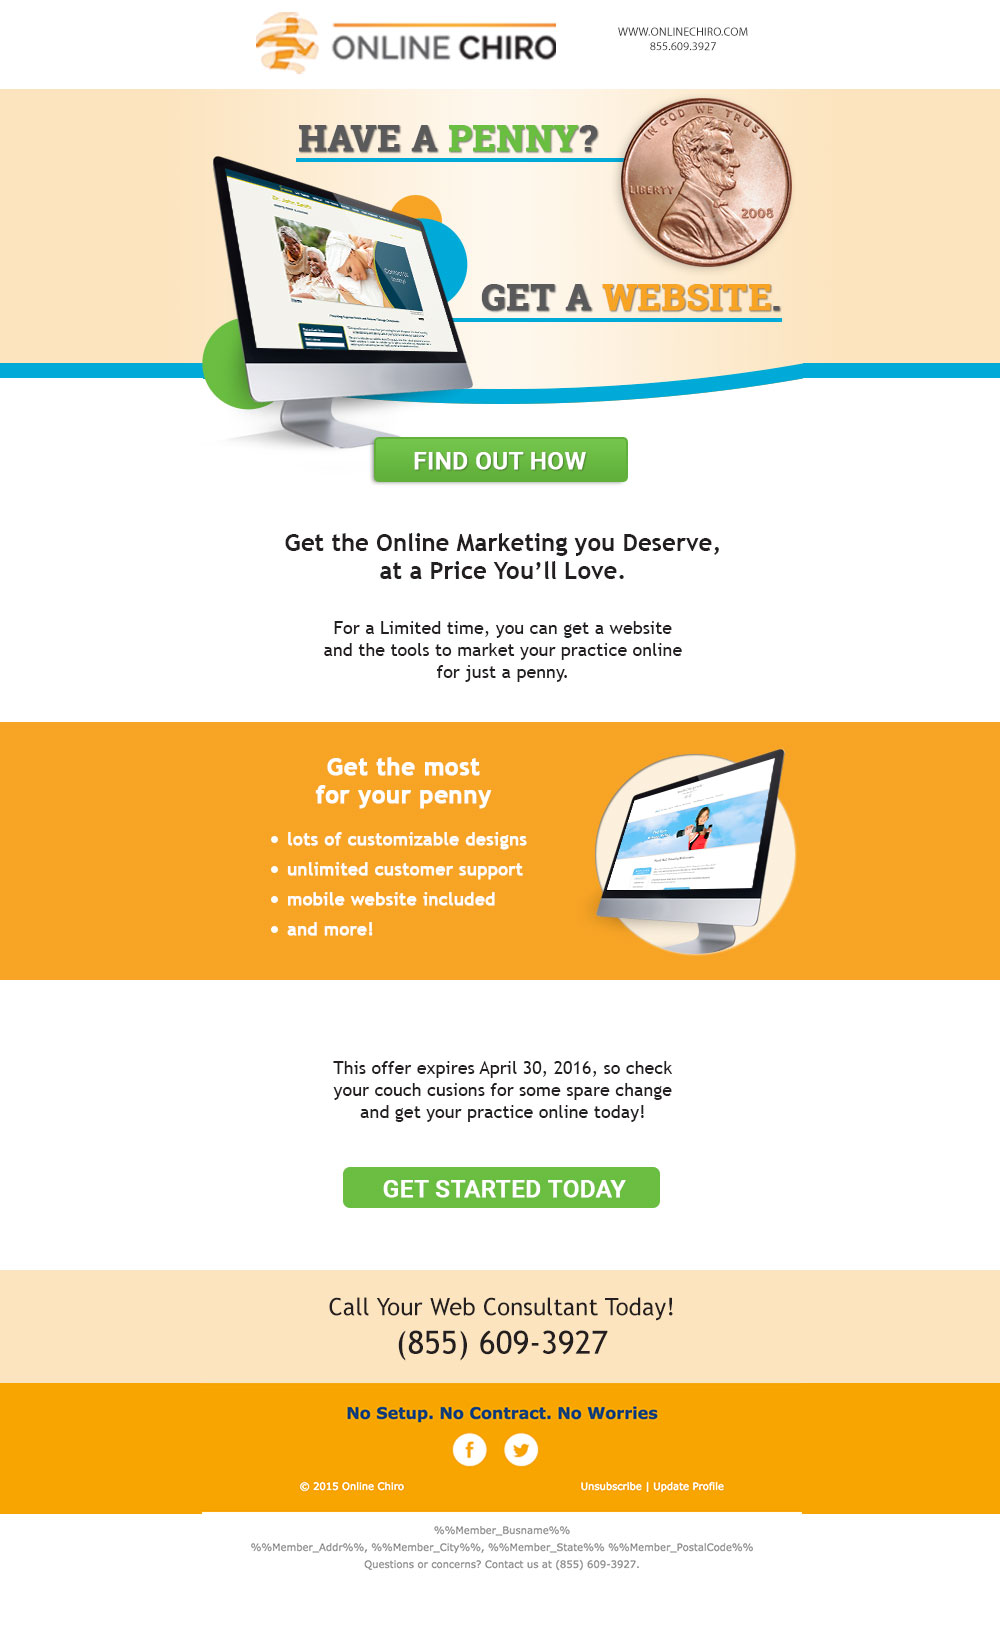 ONLINE CHIRO
WWW.ONLINECHIRO.COM
855.609.3927
HAVE A PENNY?
IN GOD WE TRUST
LIBERTY
2008
GET A WEBSITE.
FIND OUT HOW
Get the Online Marketing you Deserve,
at a Price You'll Love.
For a Limited time, you can get a website
and the tools to market your practice online
for just a penny.
Get the most
for your penny
• lots of customizable designs
• unlimited customer support
• mobile website included
• and more!
This offer expires April 30, 2016, so check
your couch cusions for some spare change
and get your practice online today!
GET STARTED TODAY
Call Your Web Consultant Today!
(855) 609-3927
No Setup. No Contract. No Worries
© 2015 Online Chiro
Unsubscribe | Update Profile
%%Member_Busname%%
%%Member_Addr%%, %%Member_City%%, %%Member_State%% %%Member_PostalCode%%
Questions or concerns? Contact us at (855) 609-3927.